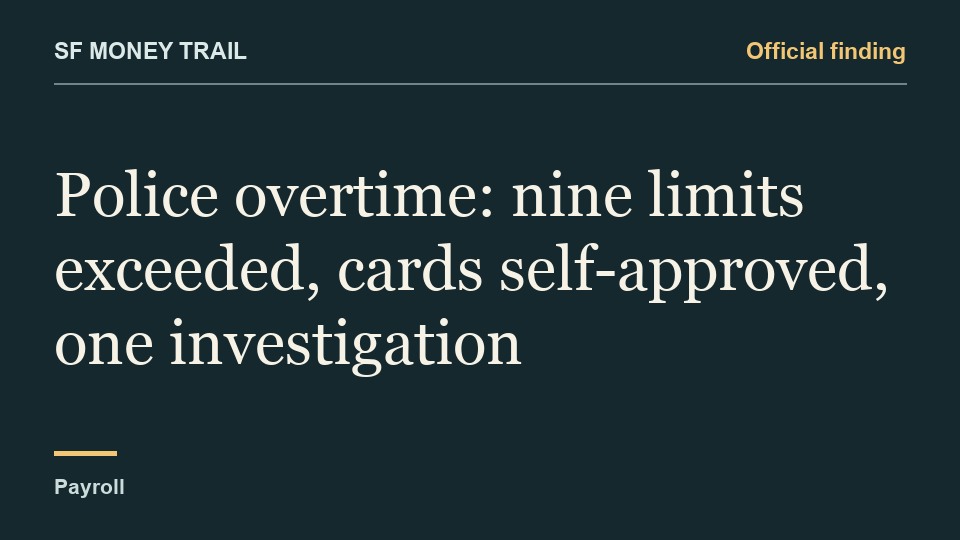 SF MONEY TRAIL
Official finding
Police overtime: nine limits
exceeded, cards self-approved,
one investigation
Payroll